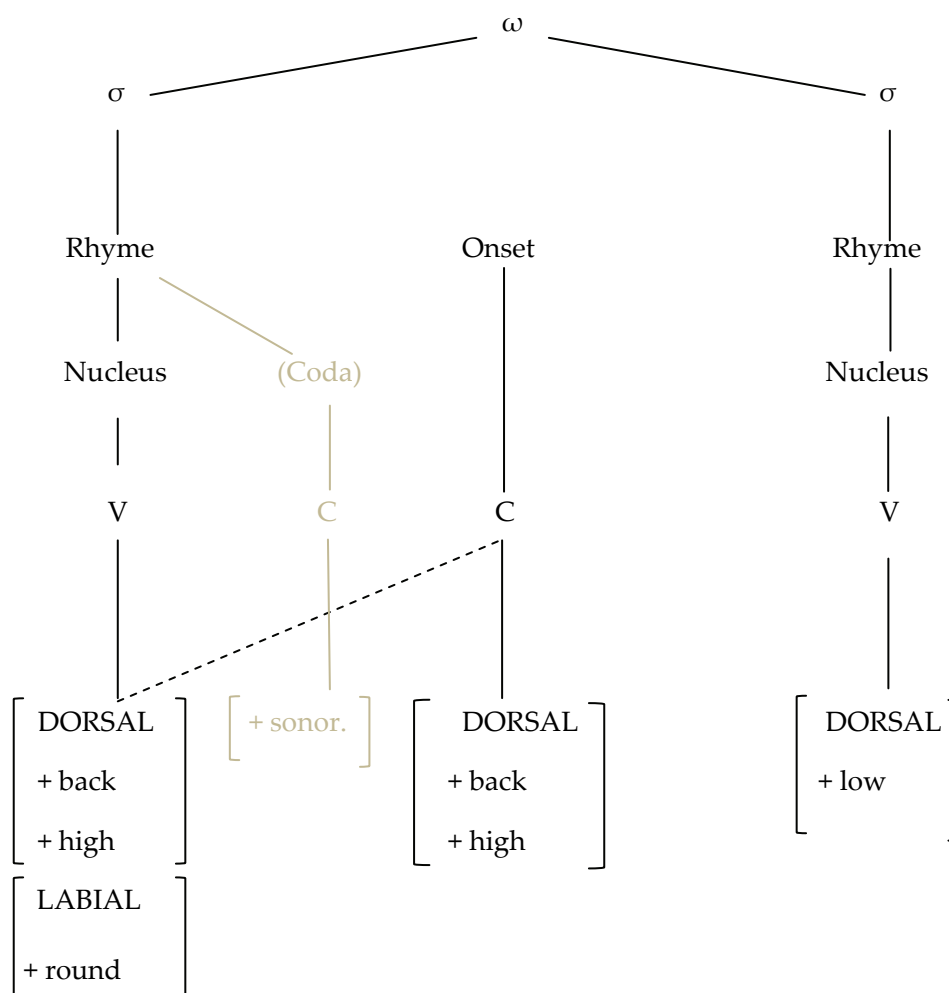 ω
σ σ
Rhyme Onset Rhyme
Nucleus (Coda) Nucleus
V C C V
DORSAL + sonor. DORSAL DORSAL
+ back + back + low
+ high + high
LABIAL
+ round